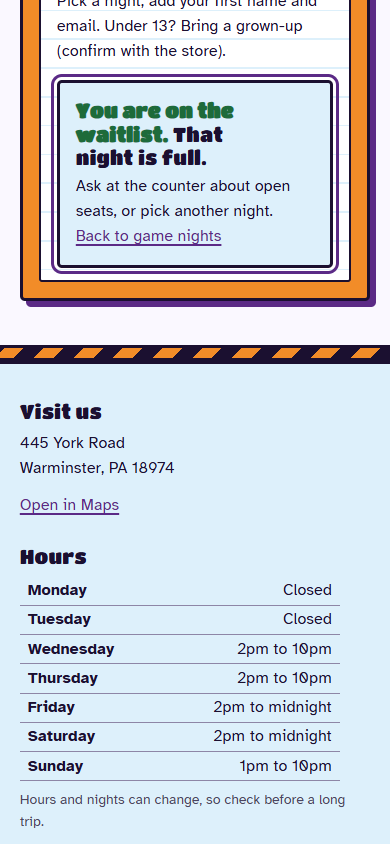 Pick a night, add your first name and
email. Under 13? Bring a grown-up
(confirm with the store).
You are on the
waitlist. That
night is full.
Ask at the counter about open
seats, or pick another night.
Back to game nights
Visit us
445 York Road
Warminster, PA 18974
Open in Maps
Hours
Monday Closed
Tuesday Closed
Wednesday 2pm to 10pm
Thursday 2pm to 10pm
Friday 2pm to midnight
Saturday 2pm to midnight
Sunday 1pm to 10pm
Hours and nights can change, so check before a long
trip.